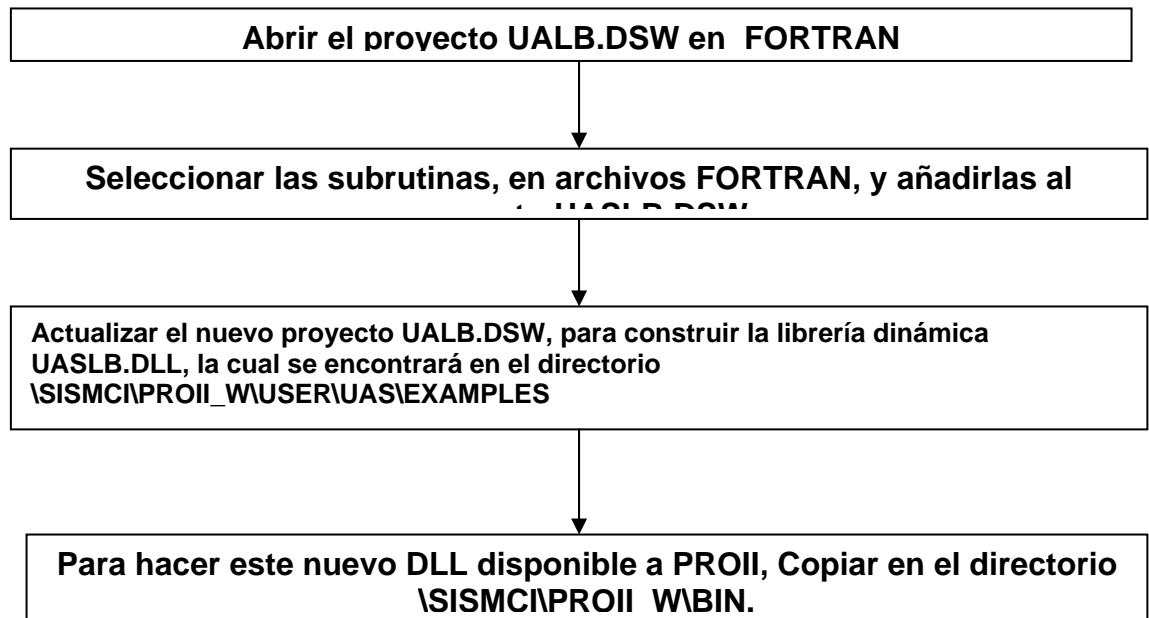 Abrir el proyecto UALB.DSW en FORTRAN
Seleccionar las subrutinas, en archivos FORTRAN, y añadirlas al
UASLB.DSW
Actualizar el nuevo proyecto UALB.DSW, para construir la librería dinámica
UASLB.DLL, la cual se encontrará en el directorio
\SISMCI\PROII_W\USER\UAS\EXAMPLES
Para hacer este nuevo DLL disponible a PROII, Copiar en el directorio
\SISMCI\PROII_W\BIN.